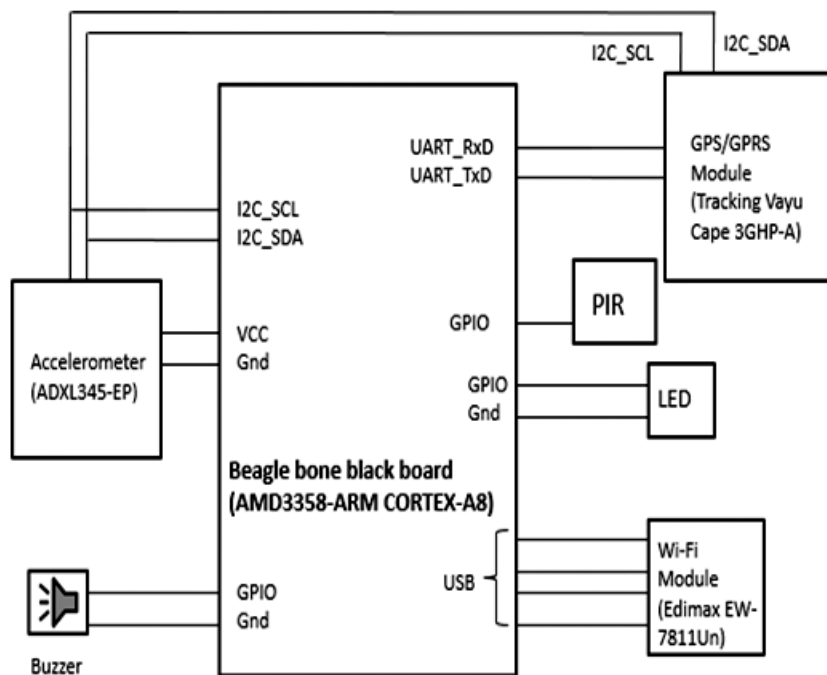 I2C_SCL
I2C_SDA
UART_RxD
UART_TxD
GPS/GPRS
Module
(Tracking Vayu
Cape 3GHP-A)
I2C_SCL
I2C_SDA
VCC
Gnd
Accelerometer
(ADXL345-EP)
GPIO
PIR
GPIO
Gnd
LED
Beagle bone black board
(AMD3358-ARM CORTEX-A8)
USB
Wi-Fi
Module
(Edimax EW-
7811Un)
GPIO
Gnd
Buzzer